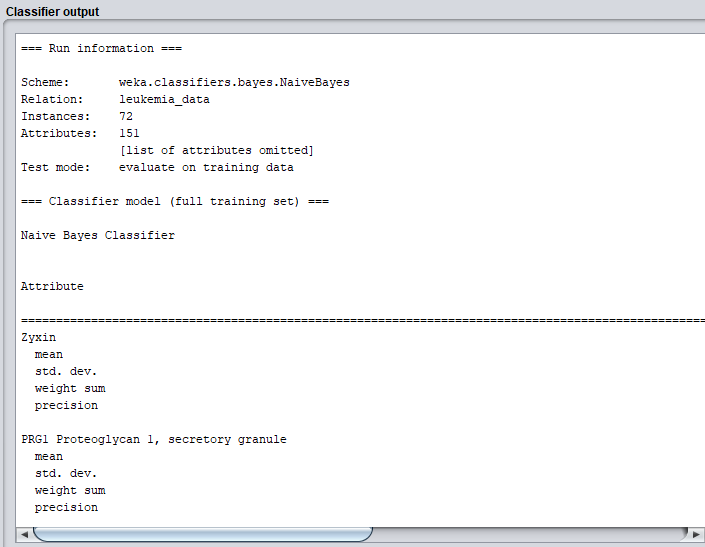 Classifier output
=== Run information ===
Scheme: weka.classifiers.bayes.NaiveBayes
Relation: leukemia_data
Instances: 72
Attributes: 151
[list of attributes omitted]
Test mode: evaluate on training data
=== Classifier model (full training set) ===
Naive Bayes Classifier
Attribute
==================================================================================================
Zyxin
mean
std. dev.
weight sum
precision
PRG1 Proteoglycan 1, secretory granule
mean
std. dev.
weight sum
precision